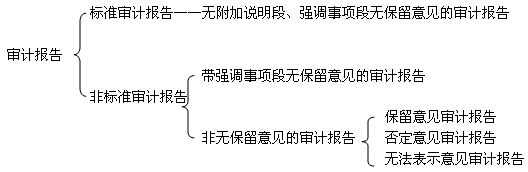 标准审计报告——无附加说明段、强调事项段无保留意见的审计报告
审计报告
带强调事项段无保留意见的审计报告
非标准审计报告
保留意见审计报告
非无保留意见的审计报告
否定意见审计报告
无法表示意见审计报告